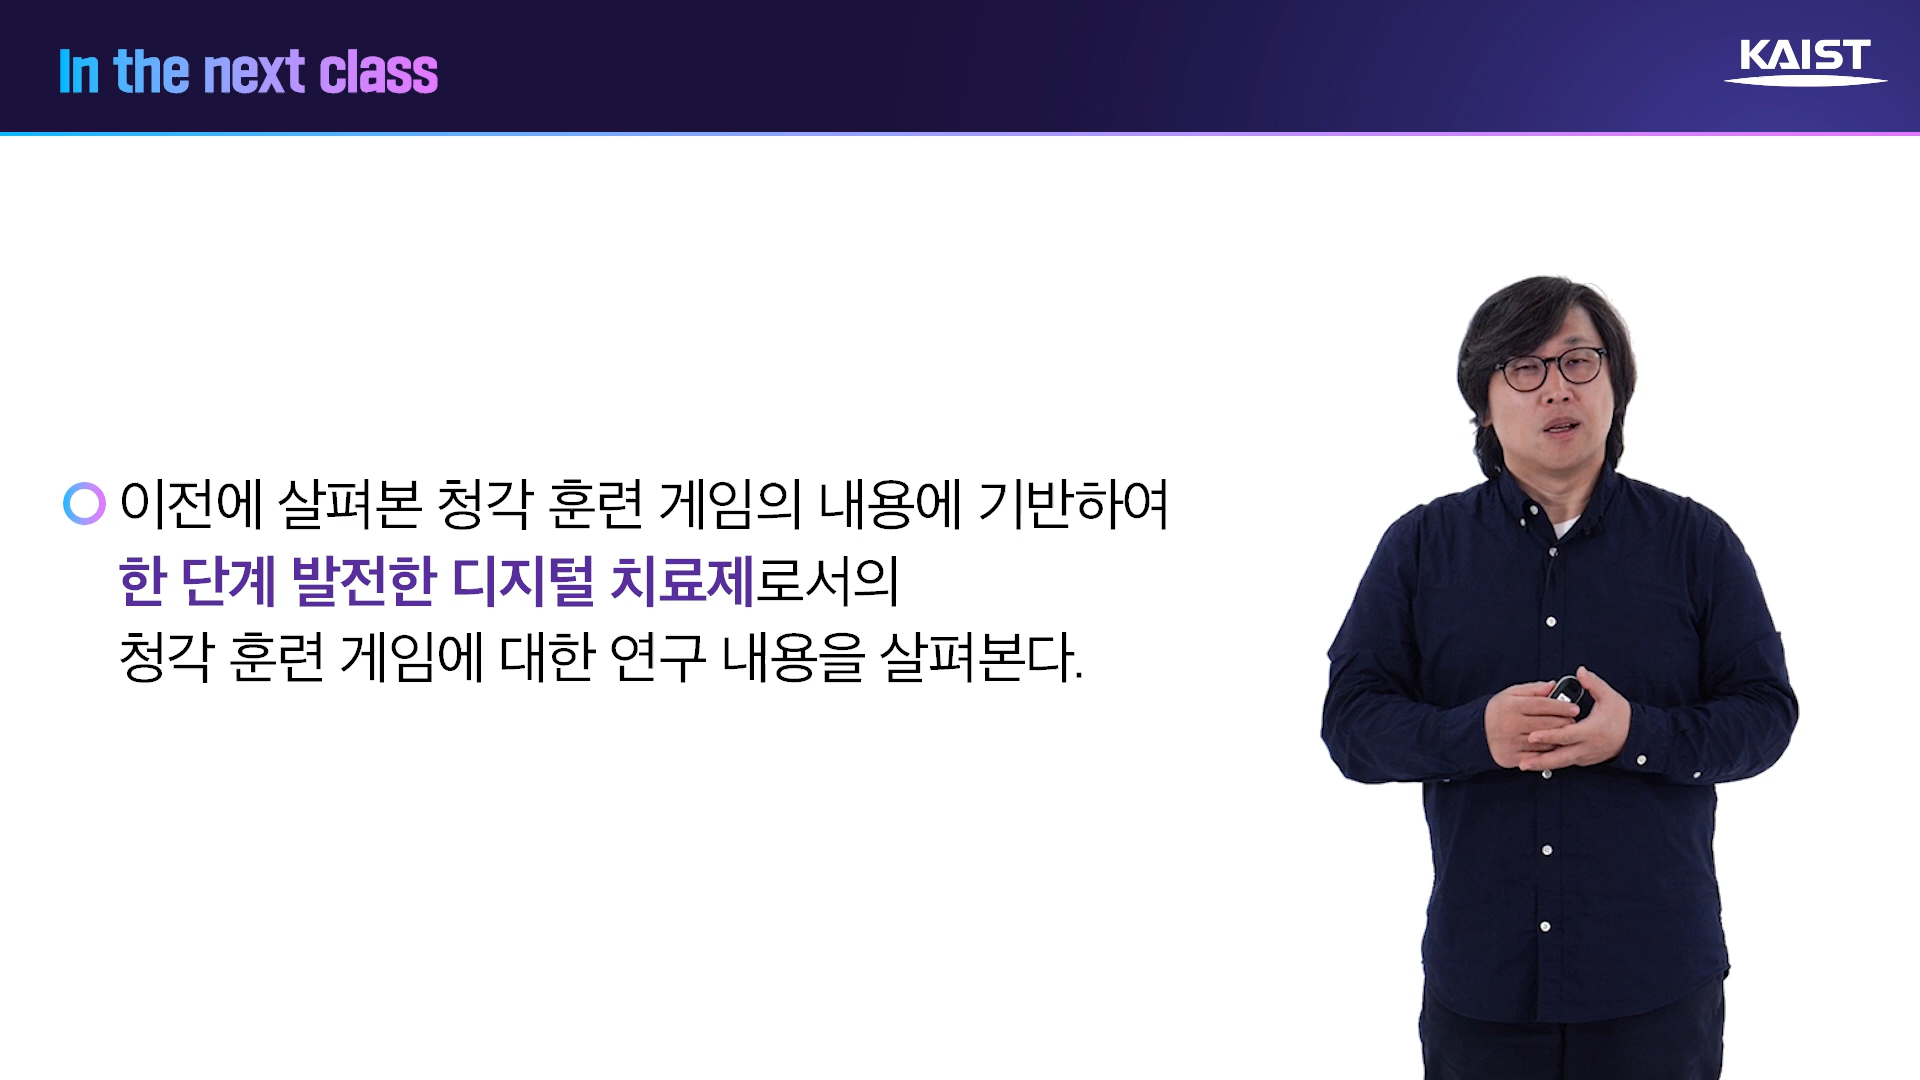 In the next class
KAIST
이전에 살펴본 청각 훈련 게임의 내용에 기반하여
한 단계 발전한 디지털 치료제로서의
청각 훈련 게임에 대한 연구 내용을 살펴본다.